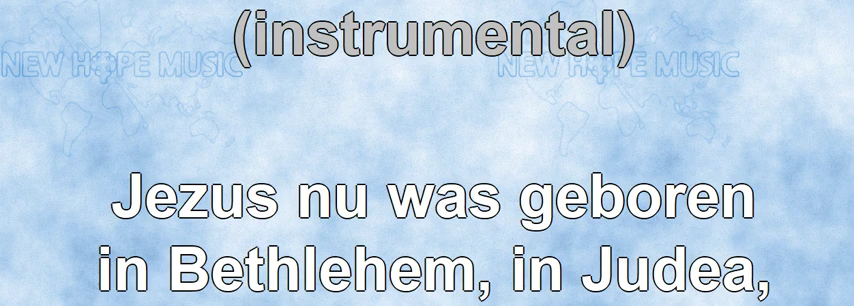 (instrumental)
NEW HOPE MUSIC NEW HOPE MUSIC
Jezus nu was geboren
in Bethlehem, in Judea,